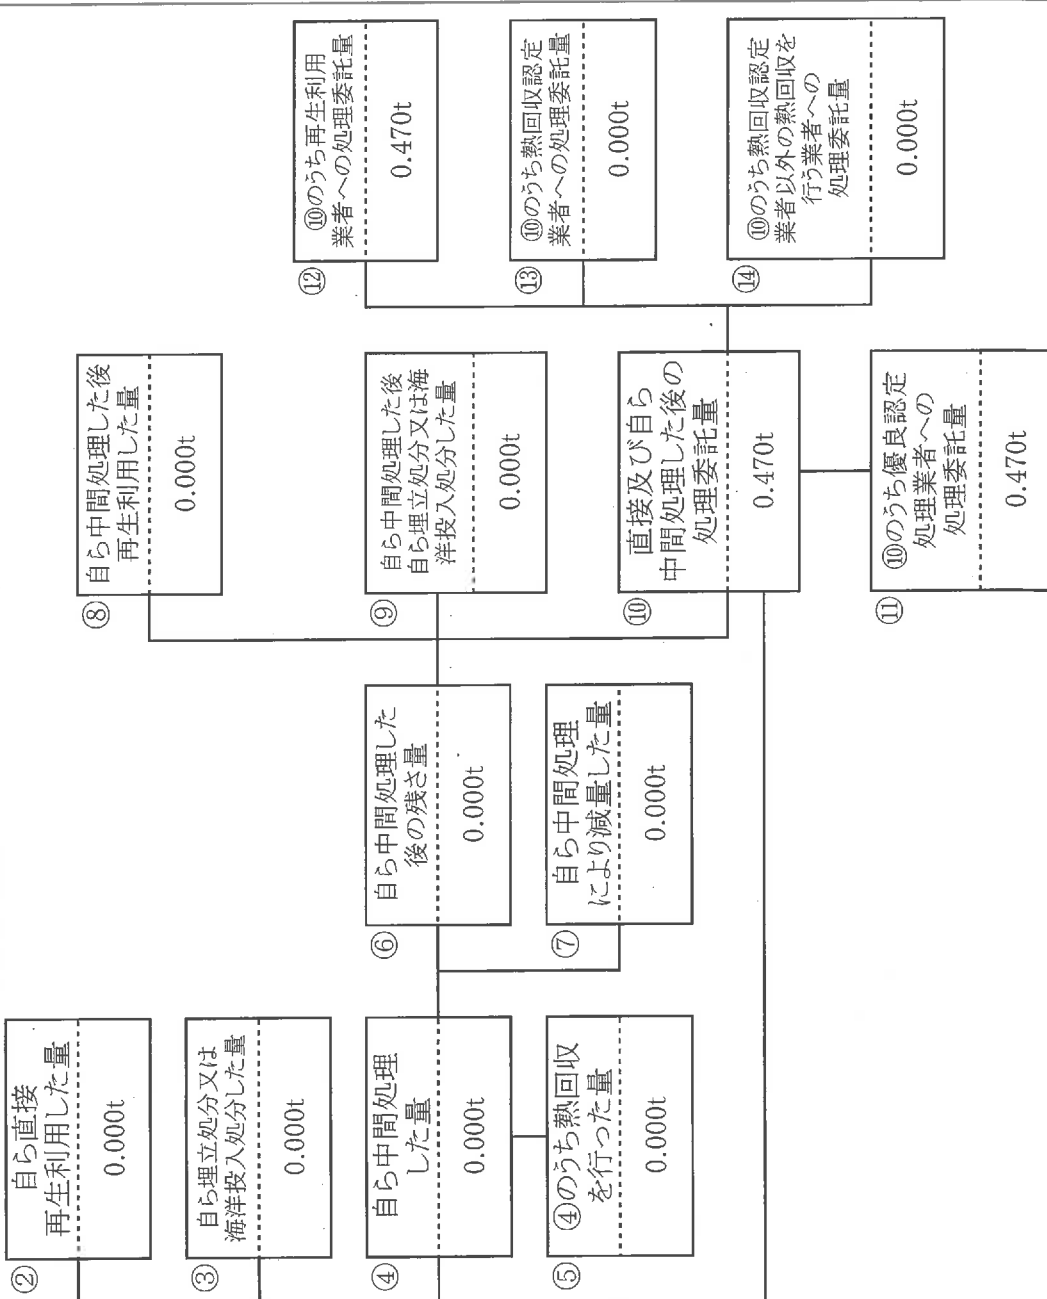 ②
自ら直接
再生利用した量
0.000t
③
自ら埋立処分又は
海洋投入処分した量
0.000t
④
自ら中間処理
した量
0.000t
⑤
④のうち熱回収
を行った量
0.000t
⑥
自ら中間処理した
後の残さ量
0.000t
⑦
自ら中間処理
により減量した量
0.000t
⑧
自ら中間処理した後
再生利用した量
0.000t
⑨
自ら中間処理した後
自ら埋立処分又は海
洋投入処分した量
0.000t
⑩
直接及び自ら
中間処理した後の
処理委託量
0.470t
⑪
⑩のうち優良認定
処理業者への
処理委託量
0.470t
⑫
⑩のうち再生利用
業者への処理委託量
0.470t
⑬
⑩のうち熱回収認定
業者への処理委託量
0.000t
⑭
⑩のうち熱回収認定
業者以外の熱回収を
行う業者への
処理委託量
0.000t